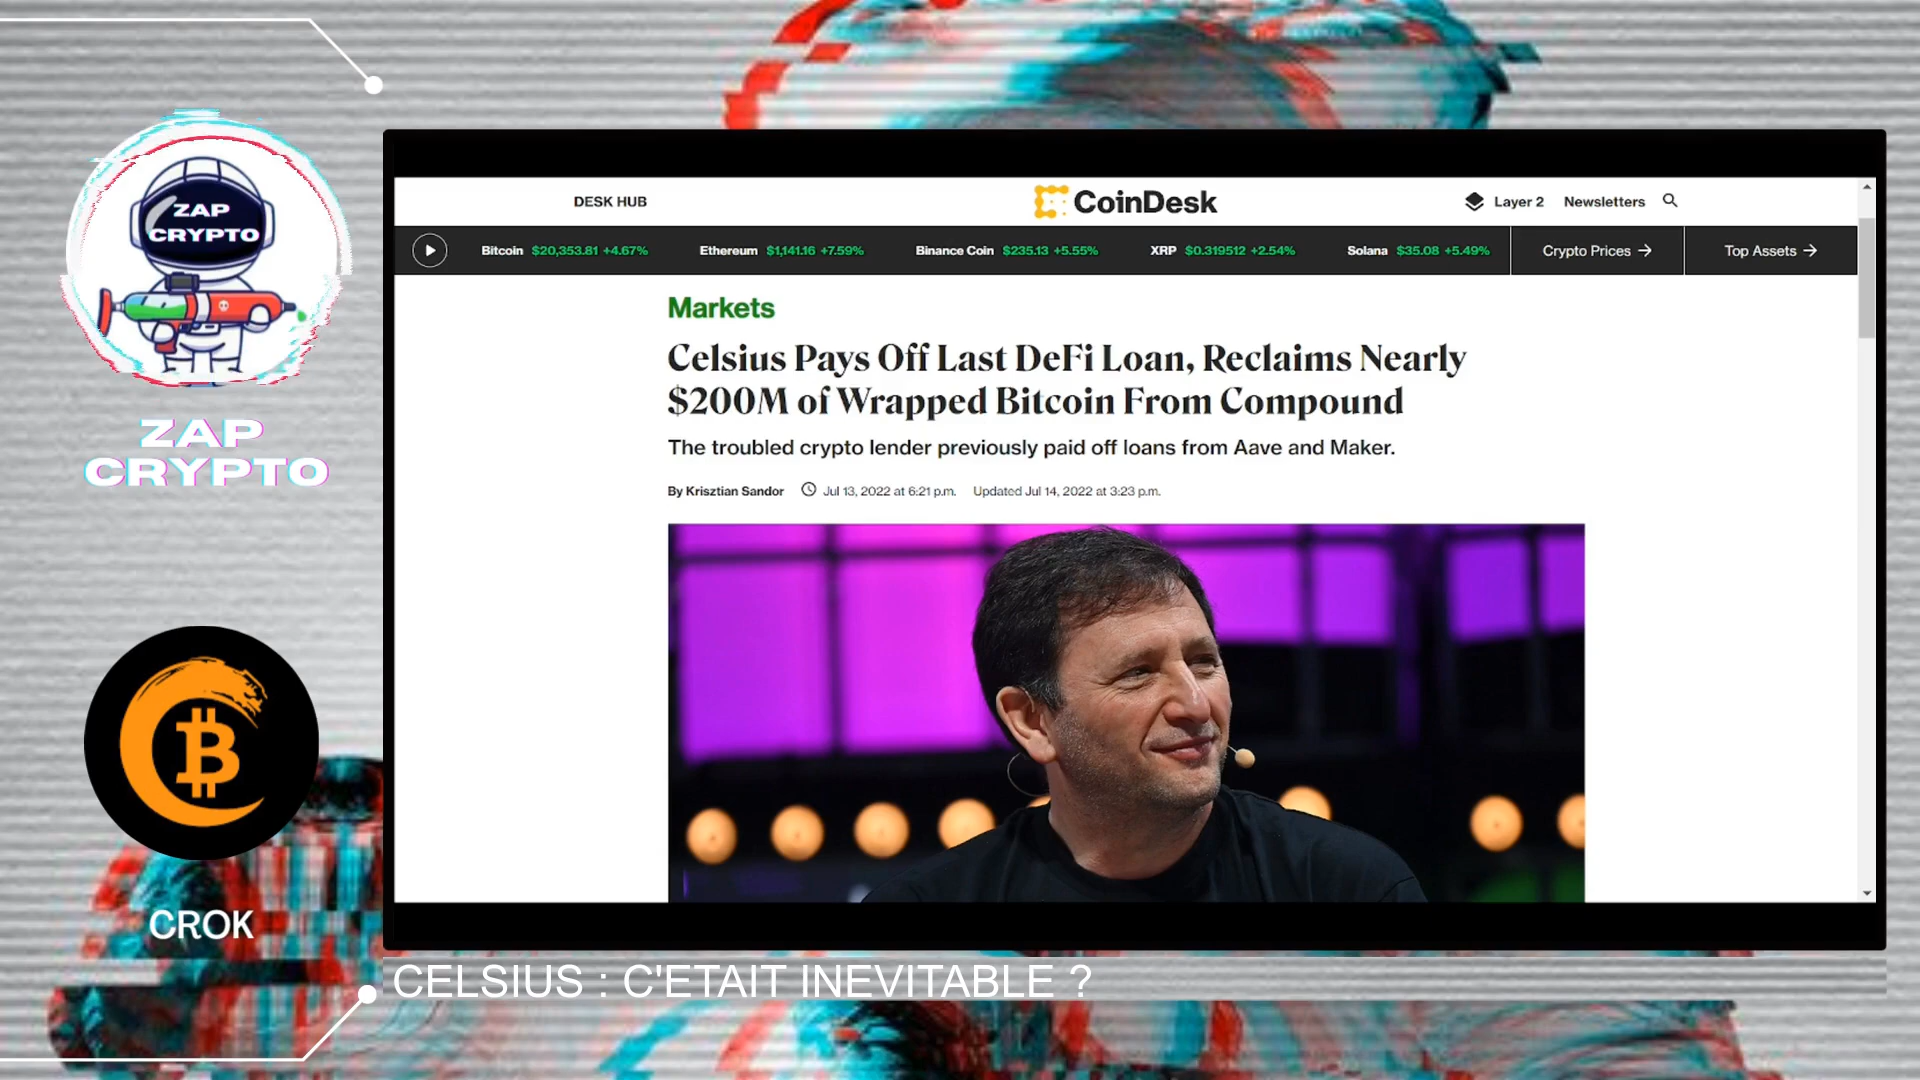 ZAP
CRYPTO
ZAP
CRYPTO
CROK
DESK HUB
CoinDesk
Layer 2
Newsletters
Bitcoin $20,353.81 +4.67%
Ethereum $1,141.16 +7.59%
Binance Coin $235.13 +5.55%
XRP $0.319512 +2.54%
Solana $35.08 +5.49%
Crypto Prices →
Top Assets →
Markets
Celsius Pays Off Last DeFi Loan, Reclaims Nearly
$200M of Wrapped Bitcoin From Compound
The troubled crypto lender previously paid off loans from Aave and Maker.
By Krisztian Sandor Jul 13, 2022 at 6:21 p.m. Updated Jul 14, 2022 at 3:23 p.m.
CELSIUS : C'ETAIT INEVITABLE ?